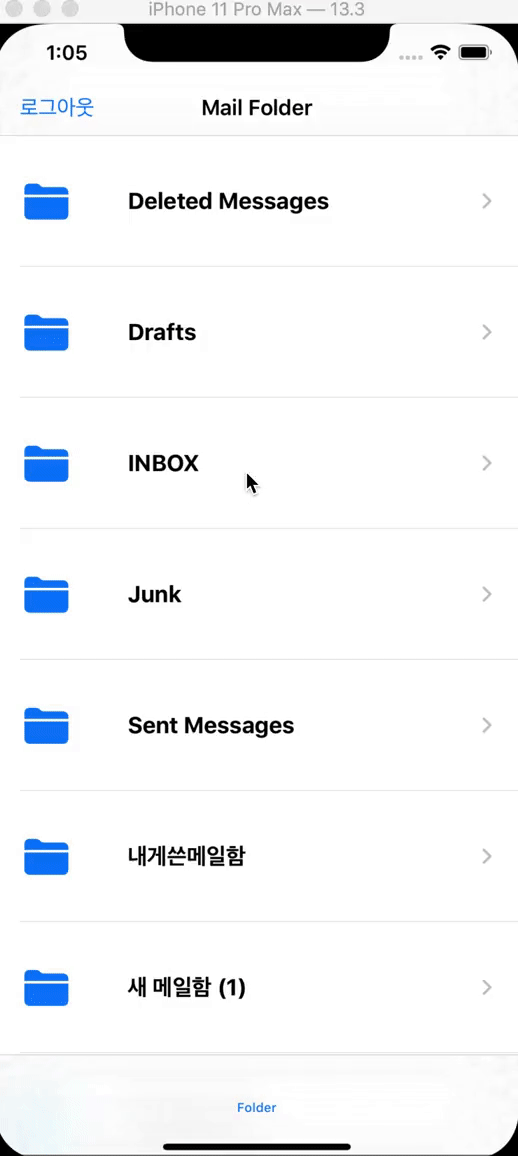 iPhone 11 Pro Max — 13.3
1:05
로그아웃 Mail Folder
Deleted Messages
Drafts
INBOX
Junk
Sent Messages
내게쓴메일함
새 메일함 (1)
Folder